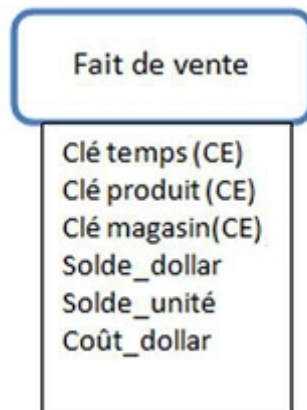 Fait de vente
Clé temps (CE)
Clé produit (CE)
Clé magasin(CE)
Solde_dollar
Solde_unité
Coût_dollar